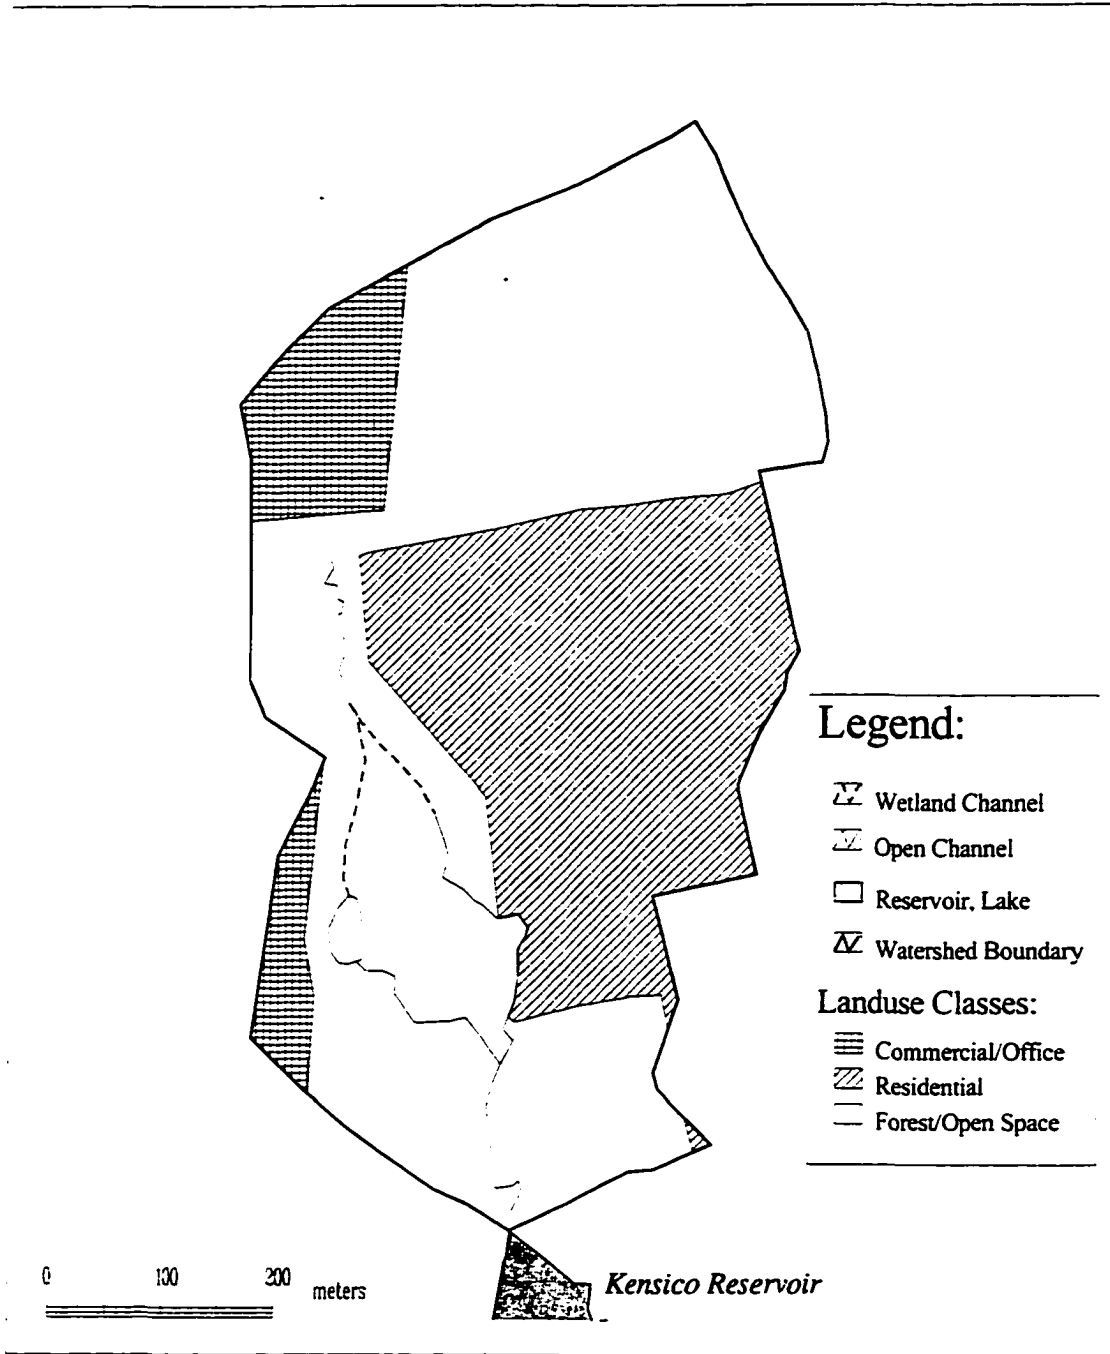 Legend:
Wetland Channel
Open Channel
Reservoir, Lake
Watershed Boundary
Landuse Classes:
Commercial/Office
Residential
Forest/Open Space
0 100 200 meters
Kensico Reservoir